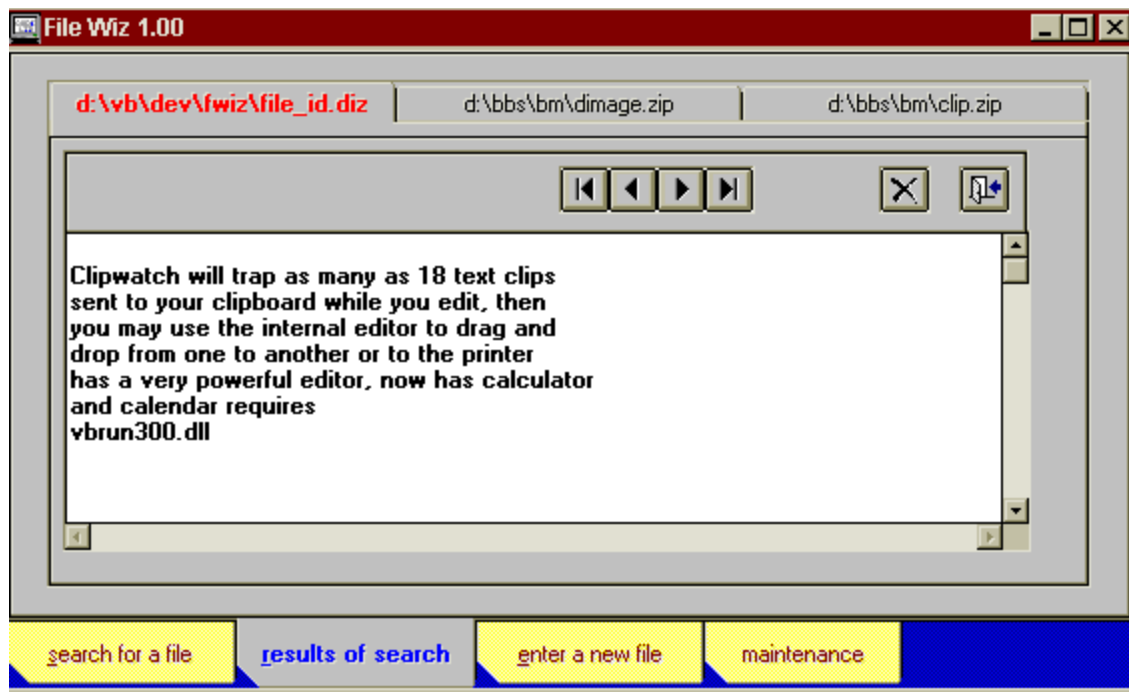 File Wiz 1.00
d:\vb\dev\fwiz\file_id.diz
d:\bbs\bm\dimage.zip
d:\bbs\bm\clip.zip
Clipwatch will trap as many as 18 text clips
sent to your clipboard while you edit, then
you may use the internal editor to drag and
drop from one to another or to the printer
has a very powerful editor, now has calculator
and calendar requires
vbrun300.dll
search for a file
results of search
enter a new file
maintenance